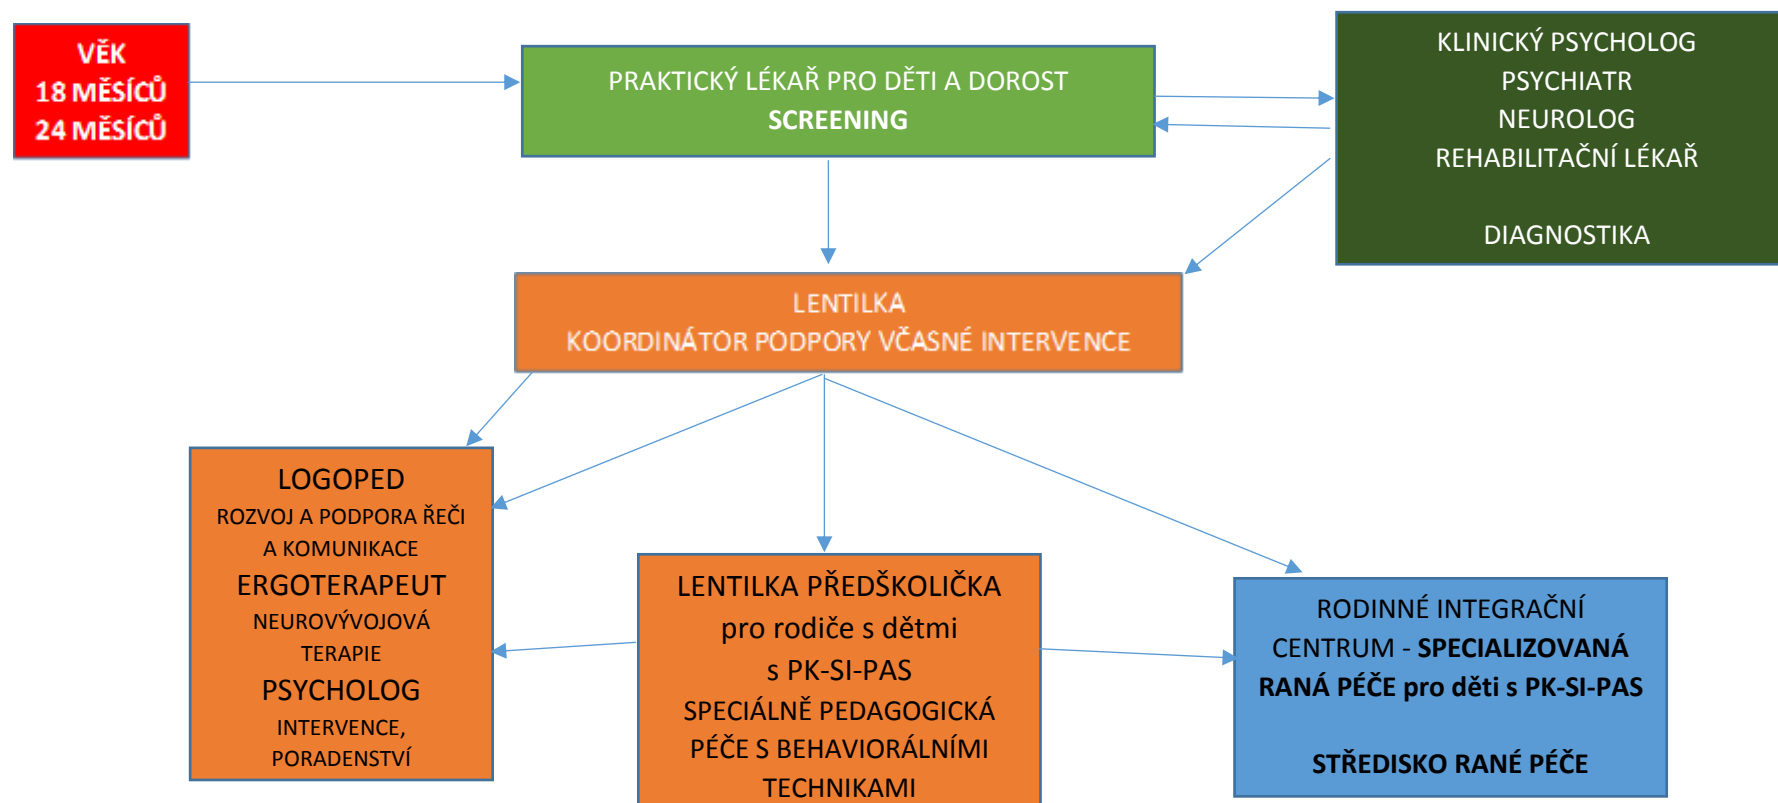 VĚK
18 MĚSÍCŮ
24 MĚSÍCŮ
PRAKTICKÝ LÉKAŘ PRO DĚTI A DOROST
SCREENING
KLINICKÝ PSYCHOLOG
PSYCHIATR
NEUROLOG
REHABILITAČNÍ LÉKAŘ
DIAGNOSTIKA
LENTILKA
KOORDINÁTOR PODPORY VČASNÉ INTERVENCE
LOGOPED
ROZVOJ A PODPORA ŘEČI
A KOMUNIKACE
ERGOTERAPEUT
NEUROVÝVOJOVÁ
TERAPIE
PSYCHOLOG
INTERVENCE,
PORADENSTVÍ
LENTILKA PŘEDŠKOLIČKA
pro rodiče s dětmi
s PK-SI-PAS
SPECIÁLNĚ PEDAGOGICKÁ
PÉČE S BEHAVIORÁLNÍMI
TECHNIKAMI
RODINNÉ INTEGRAČNÍ
CENTRUM - SPECIALIZOVANÁ
RANÁ PÉČE pro děti s PK-SI-PAS
STŘEDISKO RANÉ PÉČE